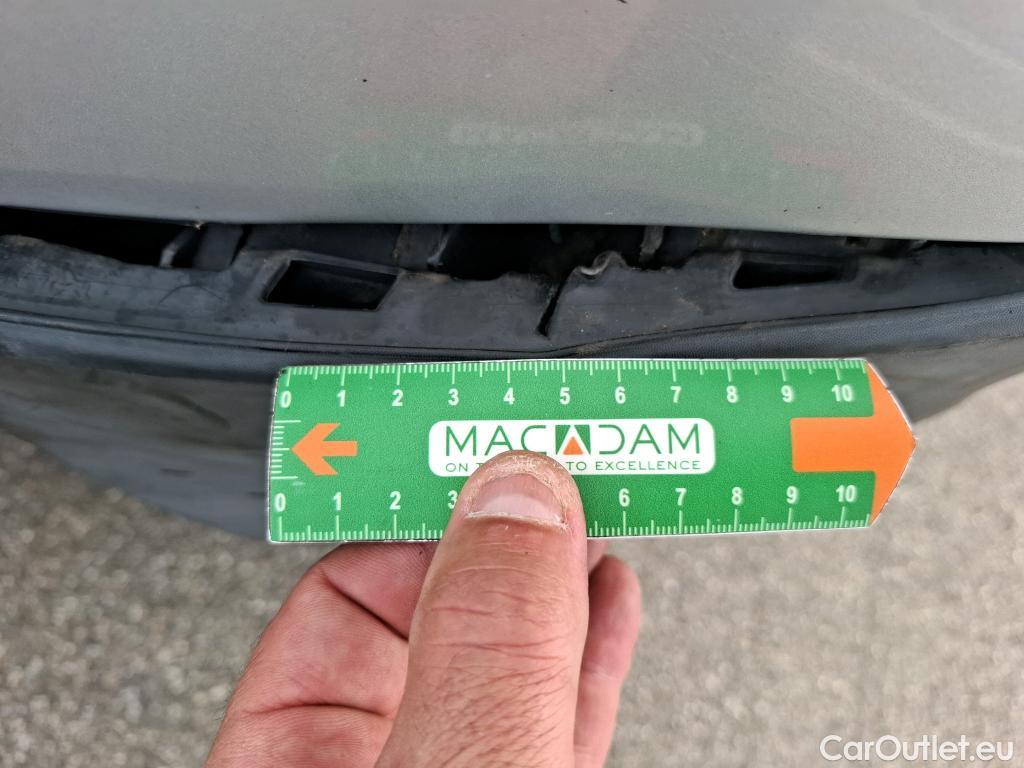 0 1 2 3 4 5 6 7 8 9 10
MACADAM
ON T TO EXCELLENCE
0 1 2 3 6 7 8 9 10
CarOutlet.eu